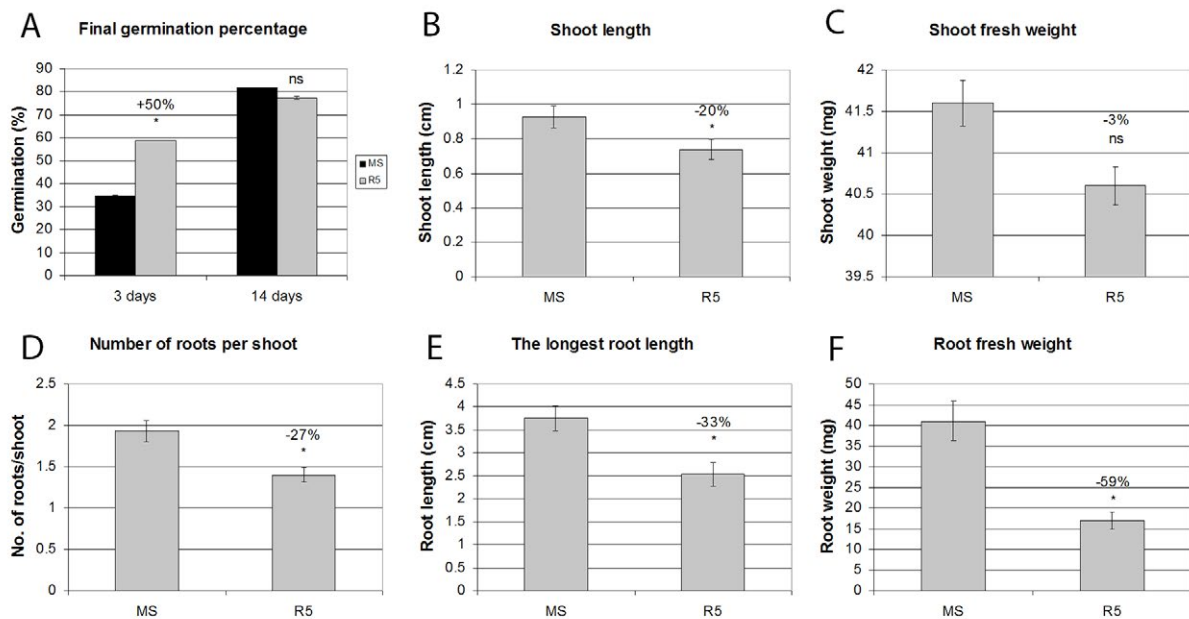 A
Final germination percentage
Germination (%)
90
80
70
60
50
40
30
20
10
0
+50%
*
ns
MS
R5
3 days
14 days
B
Shoot length
Shoot length (cm)
1.2
1
0.8
0.6
0.4
0.2
0
-20%
*
MS
R5
C
Shoot fresh weight
Shoot weight (mg)
42
41.5
41
40.5
40
39.5
-3%
ns
MS
R5
D
Number of roots per shoot
No. of roots/shoot
2.5
2
1.5
1
0.5
0
-27%
*
MS
R5
E
The longest root length
Root length (cm)
4.5
4
3.5
3
2.5
2
1.5
1
0.5
0
-33%
*
MS
R5
F
Root fresh weight
Root weight (mg)
50
45
40
35
30
25
20
15
10
5
0
-59%
*
MS
R5